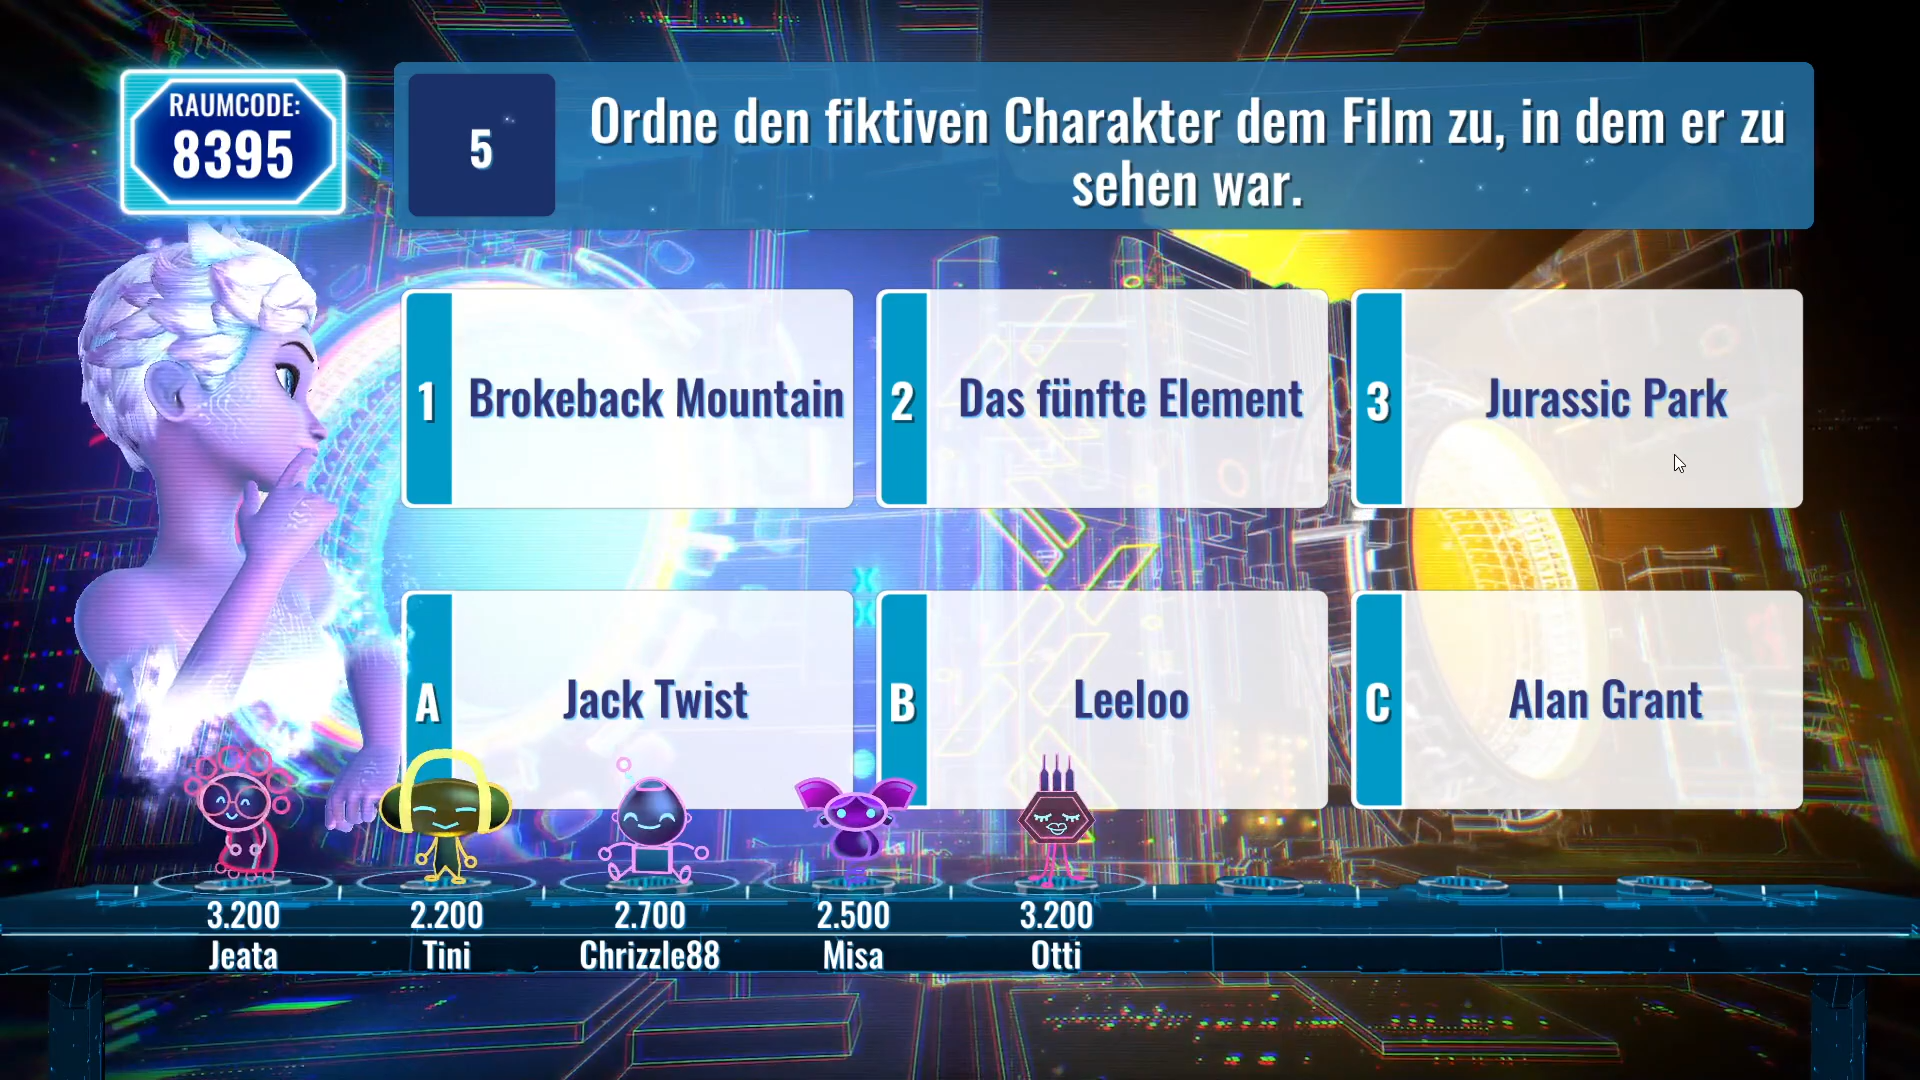 RAUMCODE:
8395
5
Ordne den fiktiven Charakter dem Film zu, in dem er zu
sehen war.
1
Brokeback Mountain
2
Das fünfte Element
3
Jurassic Park
A
Jack Twist
B
Leeloo
C
Alan Grant
3.200
2.200
2.700
2.500
3.200
Jeata
Tini
Chrizzle88
Misa
Otti